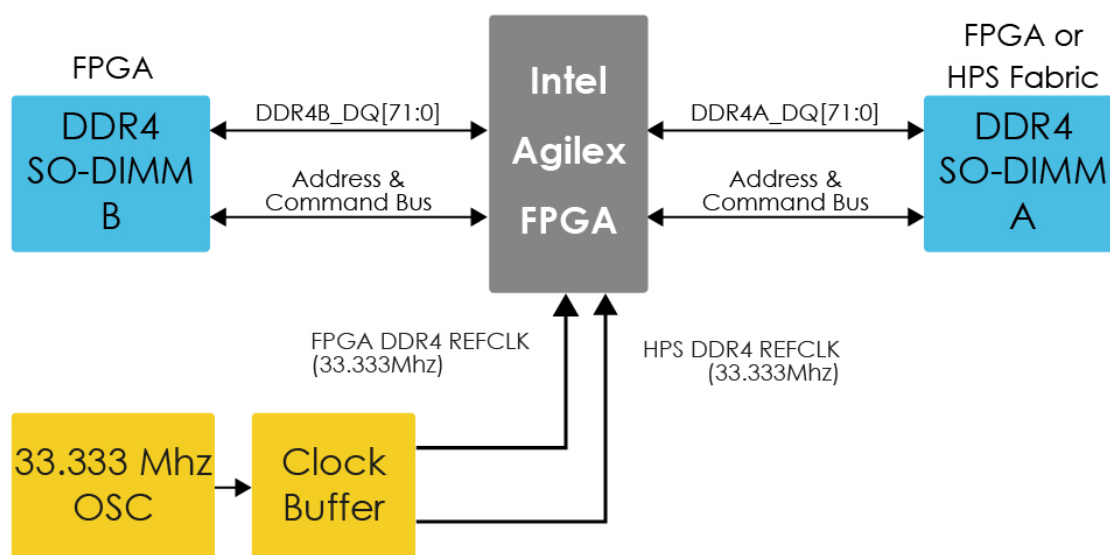 FPGA
DDR4
SO-DIMM
B
DDR4B_DQ[71:0]
Address &
Command Bus
Intel
Agilex
FPGA
DDR4A_DQ[71:0]
Address &
Command Bus
FPGA or
HPS Fabric
DDR4
SO-DIMM
A
FPGA DDR4 REFCLK
(33.333Mhz)
HPS DDR4 REFCLK
(33.333Mhz)
33.333 Mhz
OSC
Clock
Buffer